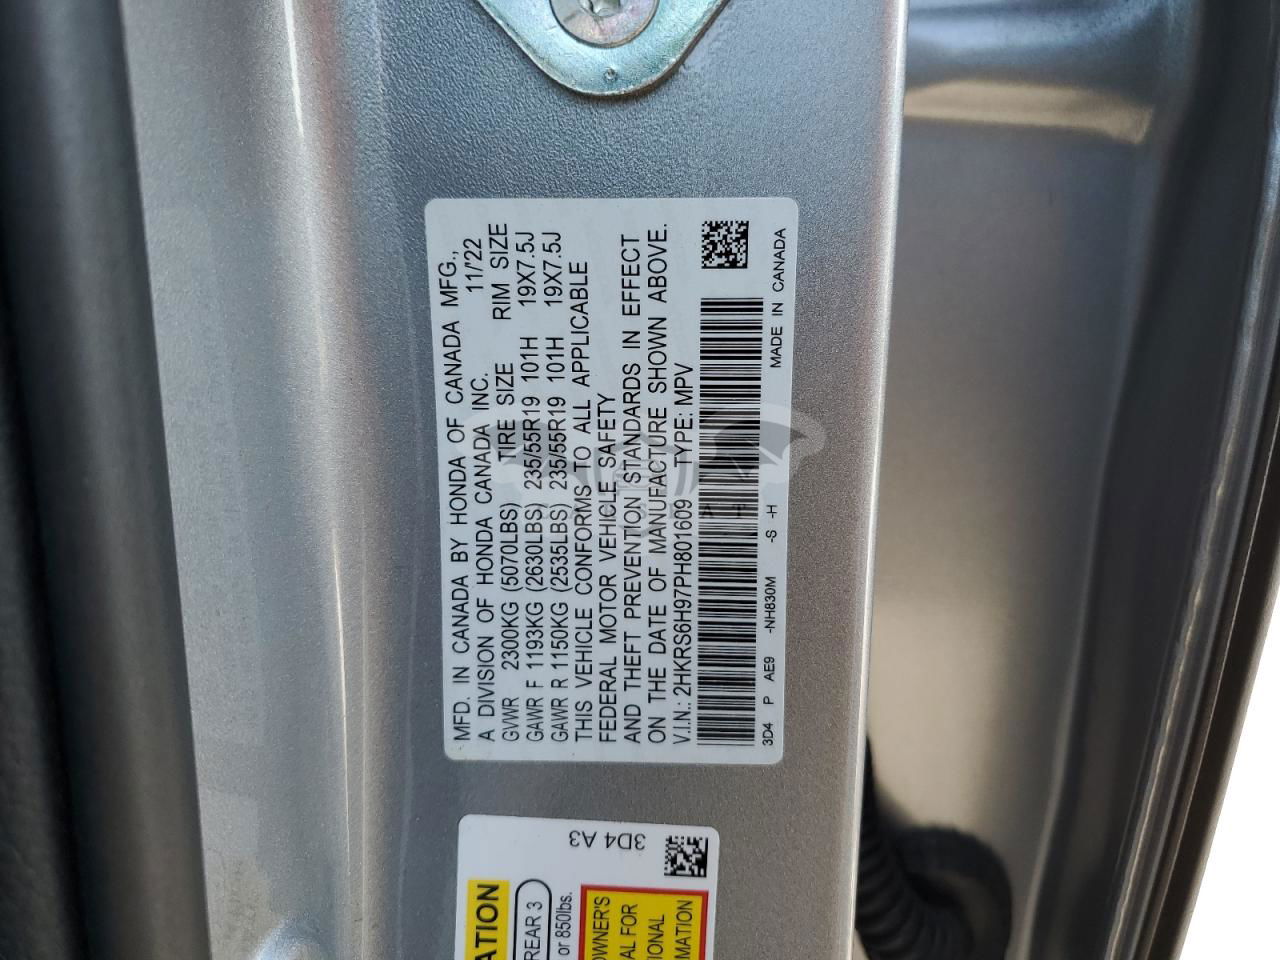 MFD. IN CANADA BY HONDA OF CANADA MFG.,
A DIVISION OF HONDA CANADA INC. 11/'22
GVWR 2300KG (5070LBS) TIRE SIZE RIM SIZE
GAWR F 1193KG (2630LBS) 235/55R19 101H 19X7.5J
GAWR R 1150KG (2535LBS) 235/55R19 101H 19X7.5J
THIS VEHICLE CONFORMS TO ALL APPLICABLE
FEDERAL MOTOR VEHICLE SAFETY
AND THEFT PREVENTION STANDARDS IN EFFECT
ON THE DATE OF MANUFACTURE SHOWN ABOVE.
V.I.N.: 2HKRS6H97PH801609 TYPE: MPV
3D4 P AE9 -NH830M -S -H MADE IN CANADA
3D4 A3
ATION
REAR 3
or 850lbs.
OWNER'S
AL FOR
IONAL
MATION